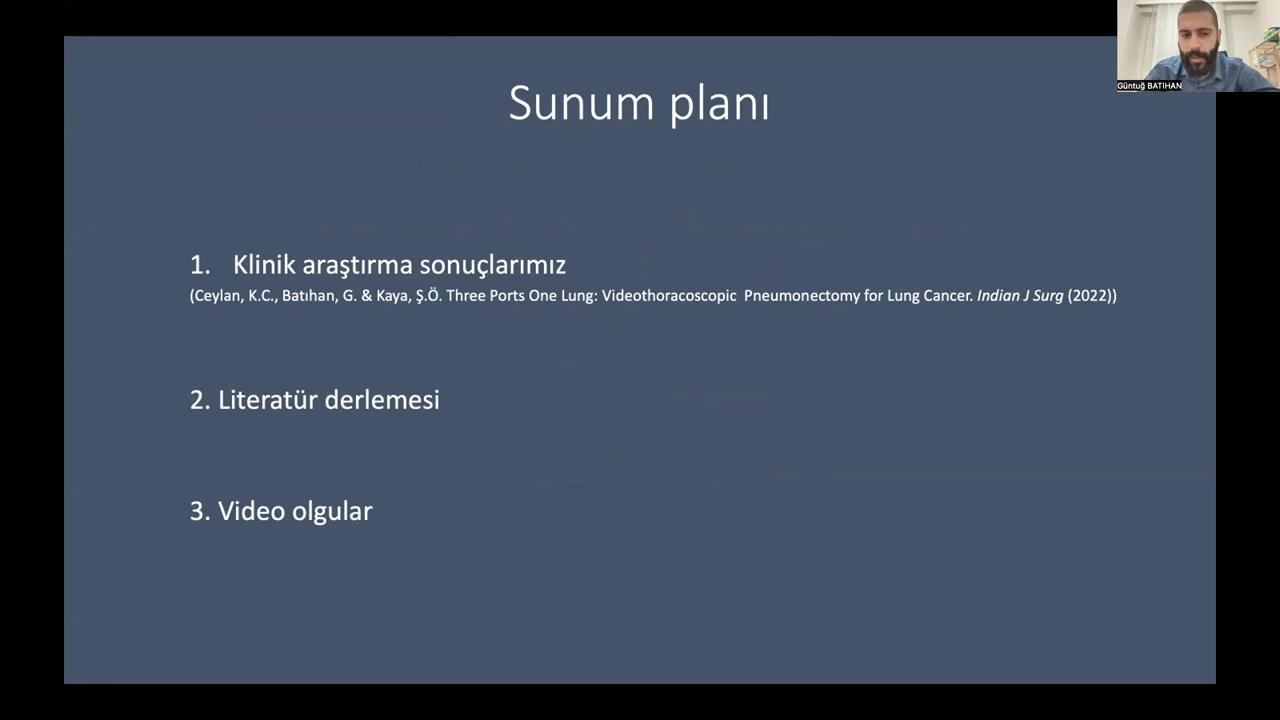 Güntuğ BATIHAN
Sunum planı
1. Klinik araştırma sonuçlarımız
(Ceylan, K.C., Batıhan, G. & Kaya, Ş.Ö. Three Ports One Lung: Videothoracoscopic Pneumonectomy for Lung Cancer. Indian J Surg (2022))
2. Literatür derlemesi
3. Video olgular